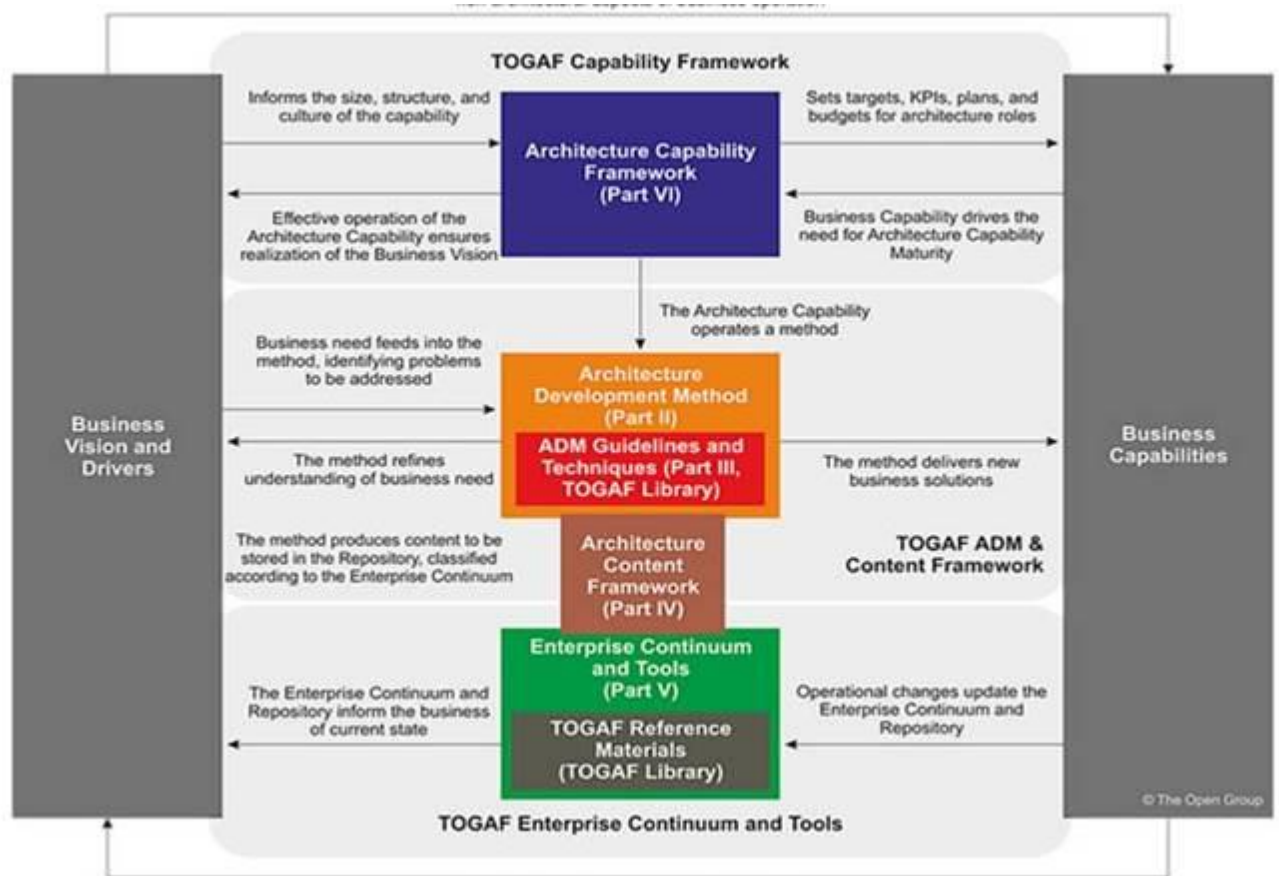 TOGAF Capability Framework
Informs the size, structure, and
culture of the capability
Sets targets, KPIs, plans, and
budgets for architecture roles
Architecture Capability
Framework
(Part VI)
Effective operation of the
Architecture Capability ensures
realization of the Business Vision
Business Capability drives the
need for Architecture Capability
Maturity
The Architecture Capability
operates a method
Business need feeds into the
method, identifying problems
to be addressed
Architecture
Development Method
(Part II)
Business
Vision and
Drivers
ADM Guidelines and
Techniques (Part III,
TOGAF Library)
Business
Capabilities
The method refines
understanding of business need
The method delivers new
business solutions
The method produces content to be
stored in the Repository, classified
according to the Enterprise Continuum
Architecture
Content
Framework
(Part IV)
TOGAF ADM &
Content Framework
Enterprise Continuum
and Tools
(Part V)
The Enterprise Continuum and
Repository inform the business
of current state
Operational changes update the
Enterprise Continuum and
Repository
TOGAF Reference
Materials
(TOGAF Library)
© The Open Group
TOGAF Enterprise Continuum and Tools